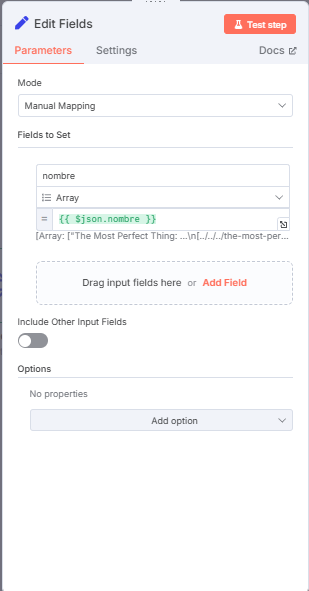 Edit Fields
Test step
Parameters
Settings
Docs
Mode
Manual Mapping
Fields to Set
nombre
Array
=
{{ $json.nombre }}
[Array: ["The Most Perfect Thing: ...\n[../../../the-most-per...
Drag input fields here or Add Field
Include Other Input Fields
Options
No properties
Add option